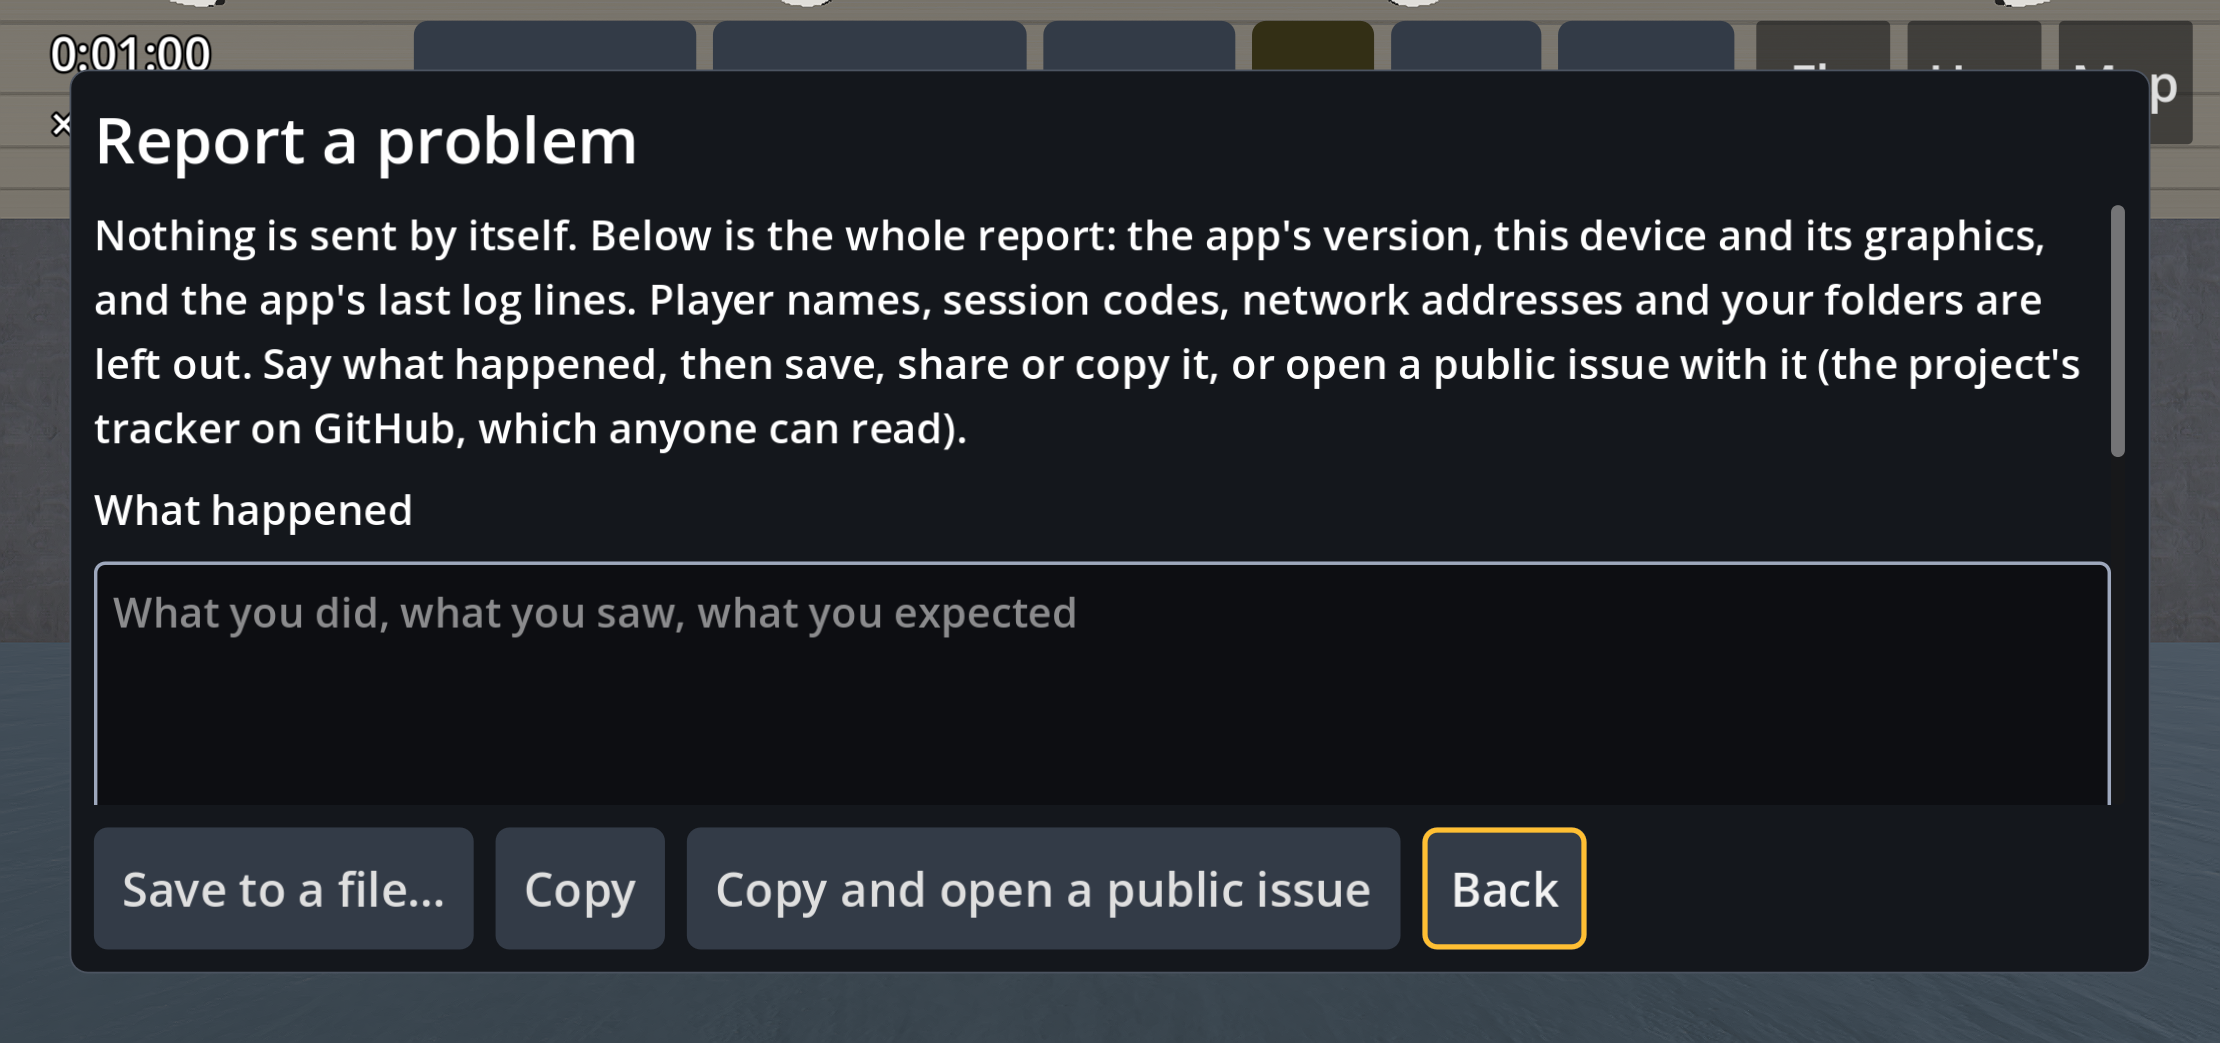 0:01:00
Report a problem
Nothing is sent by itself. Below is the whole report: the app's version, this device and its graphics,
and the app's last log lines. Player names, session codes, network addresses and your folders are
left out. Say what happened, then save, share or copy it, or open a public issue with it (the project's
tracker on GitHub, which anyone can read).
What happened
What you did, what you saw, what you expected
Save to a file... Copy Copy and open a public issue Back